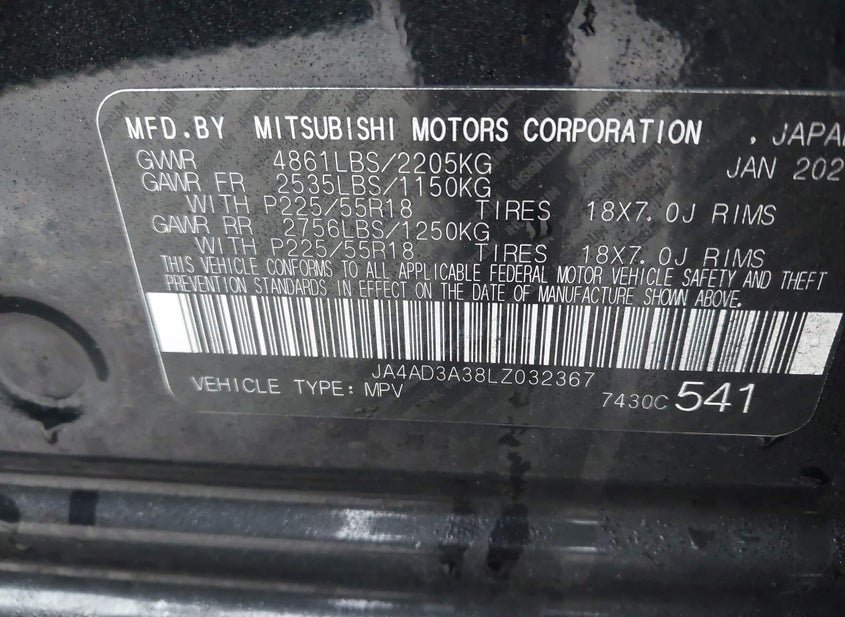 MFD.BY MITSUBISHI MOTORS CORPORATION , JAPA
GVWR 4861LBS/2205KG JAN 202
GAWR FR 2535LBS/1150KG
WITH P225/55R18 TIRES 18X7.0J RIMS
GAWR RR 2756LBS/1250KG
WITH P225/55R18 TIRES 18X7.0J RIMS
THIS VEHICLE CONFORMS TO ALL APPLICABLE FEDERAL MOTOR VEHICLE SAFETY AND THEFT
PREVENTION STANDARDS IN EFFECT ON THE DATE OF MANUFACTURE SHOWN ABOVE.
JA4AD3A38LZ032367
VEHICLE TYPE: MPV 7430C 541